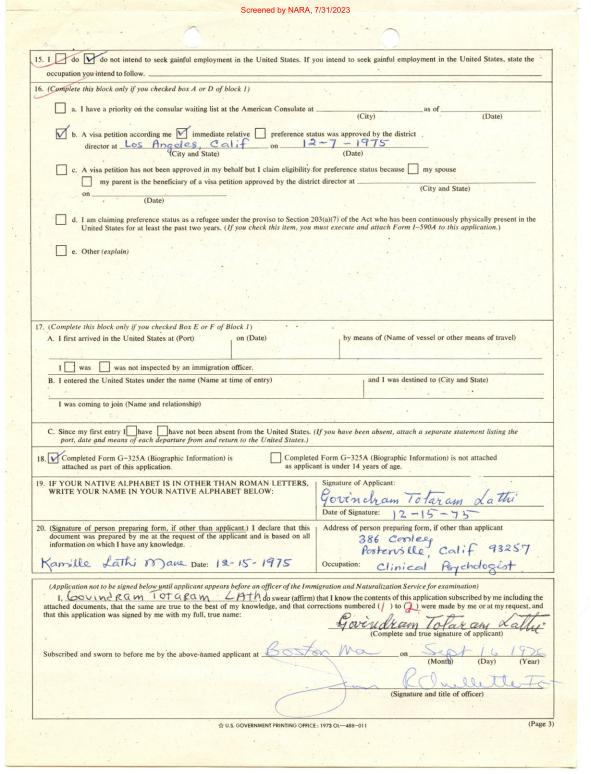 Screened by NARA, 7/31/2023
15. I do do not intend to seek gainful employment in the United States. If you intend to seek gainful employment in the United States, state the
occupation you intend to follow.
16. (Complete this block only if you checked box A or D of block 1)
a. I have a priority on the consular waiting list at the American Consulate at as of
(City) (Date)
b. A visa petition according me immediate relative preference status was approved by the district
director at Los Angeles, Calif on 12-7-1975
(City and State) (Date)
c. A visa petition has not been approved in my behalf but I claim eligibility for preference status because my spouse
my parent is the beneficiary of a visa petition approved by the district director at
(City and State)
on
(Date)
d. I am claiming preference status as a refugee under the proviso to Section 203(a)(7) of the Act who has been continuously physically present in the
United States for at least the past two years. (If you check this item, you must execute and attach Form I-590A to this application.)
e. Other (explain)
17. (Complete this block only if you checked Box E or F of Block 1)
A. I first arrived in the United States at (Port) on (Date) by means of (Name of vessel or other means of travel)
I was was not inspected by an immigration officer.
B. I entered the United States under the name (Name at time of entry) and I was destined to (City and State)
I was coming to join (Name and relationship)
C. Since my first entry I have have not been absent from the United States. (If you have been absent, attach a separate statement listing the
port, date and means of each departure from and return to the United States.)
18. Completed Form G-325A (Biographic Information) is Completed Form G-325A (Biographic Information) is not attached
attached as part of this application. as applicant is under 14 years of age.
19. IF YOUR NATIVE ALPHABET IS IN OTHER THAN ROMAN LETTERS, Signature of Applicant:
WRITE YOUR NAME IN YOUR NATIVE ALPHABET BELOW: Govindram Totaram Lathi
Date of Signature: 12-15-75
20. (Signature of person preparing form, if other than applicant.) I declare that this Address of person preparing form, if other than applicant
document was prepared by me at the request of the applicant and is based on all 386 Conley
information on which I have any knowledge. Porterville, Calif 93257
Kamille Lathi Date: 12-15-1975 Occupation: Clinical Psychologist
(Application not to be signed below until applicant appears before an officer of the Immigration and Naturalization Service for examination)
I, Govindram Totaram LAthi do swear (affirm) that I know the contents of this application subscribed by me including the
attached documents, that the same are true to the best of my knowledge, and that corrections numbered (1) to (2) were made by me or at my request, and
that this application was signed by me with my full, true name: Govindram Totaram Lathi
(Complete and true signature of applicant)
Subscribed and sworn to before me by the above-named applicant at Boston Ma on Sept 16 1976
(Month) (Day) (Year)
(Signature and title of officer)
☆ U.S. GOVERNMENT PRINTING OFFICE : 1973 OL—488-011 (Page 3)